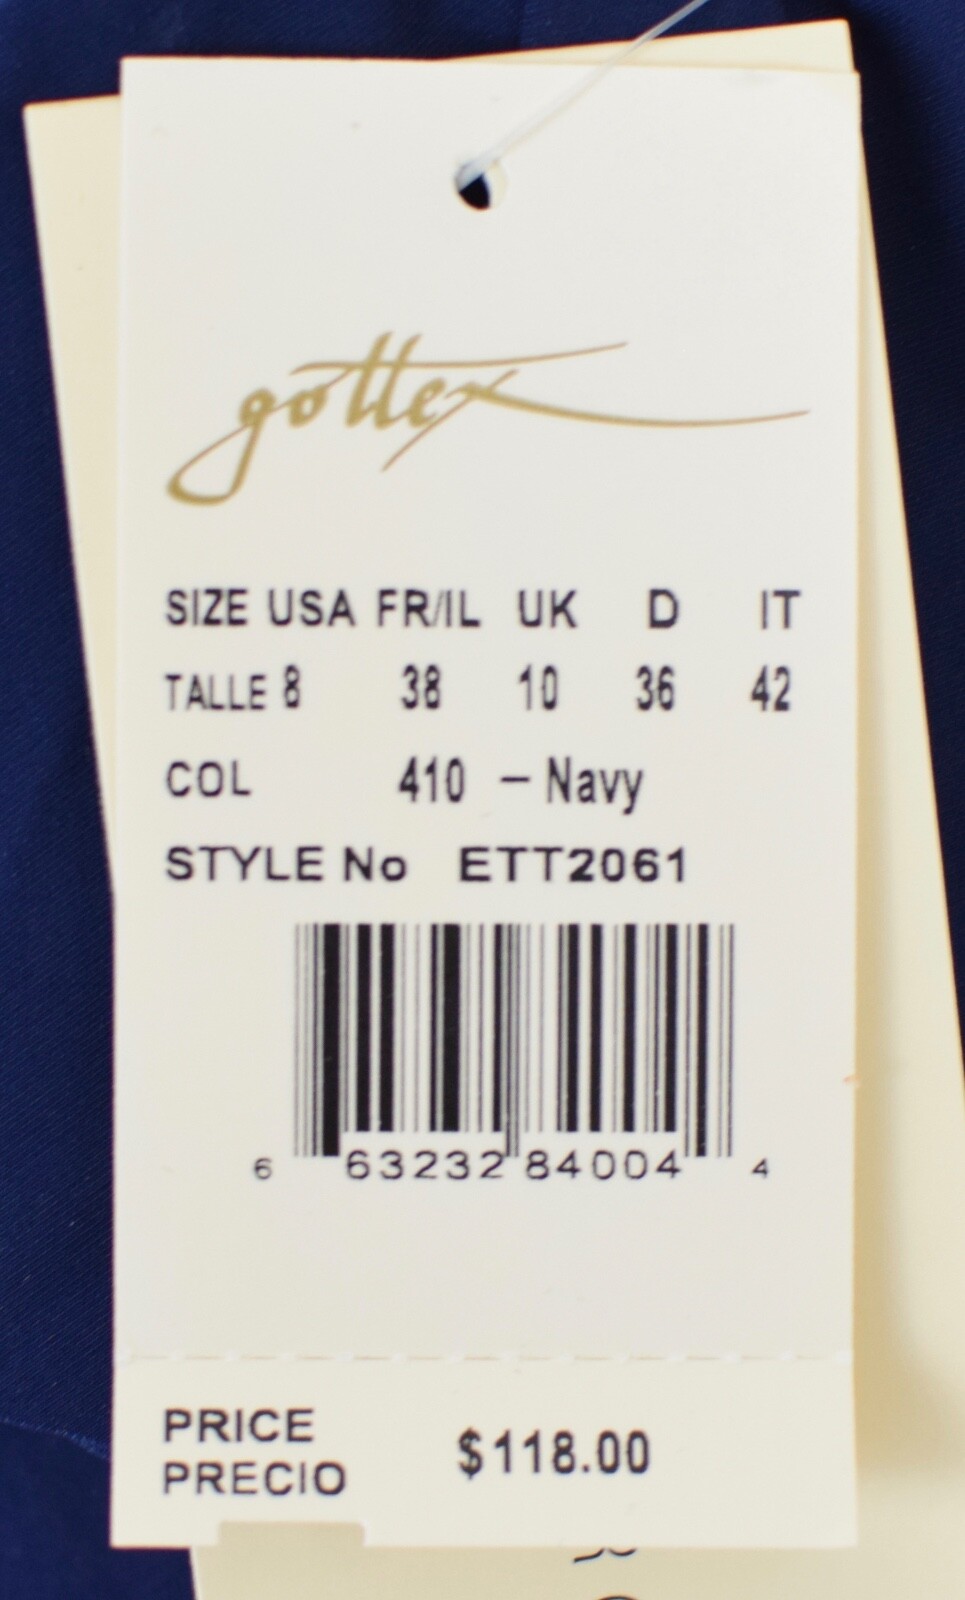 gottex
SIZE USA FR/IL UK D IT
TALLE 8 38 10 36 42
COL 410 - Navy
STYLE No ETT2061
6 63232 84004 4
PRICE
PRECIO $118.00